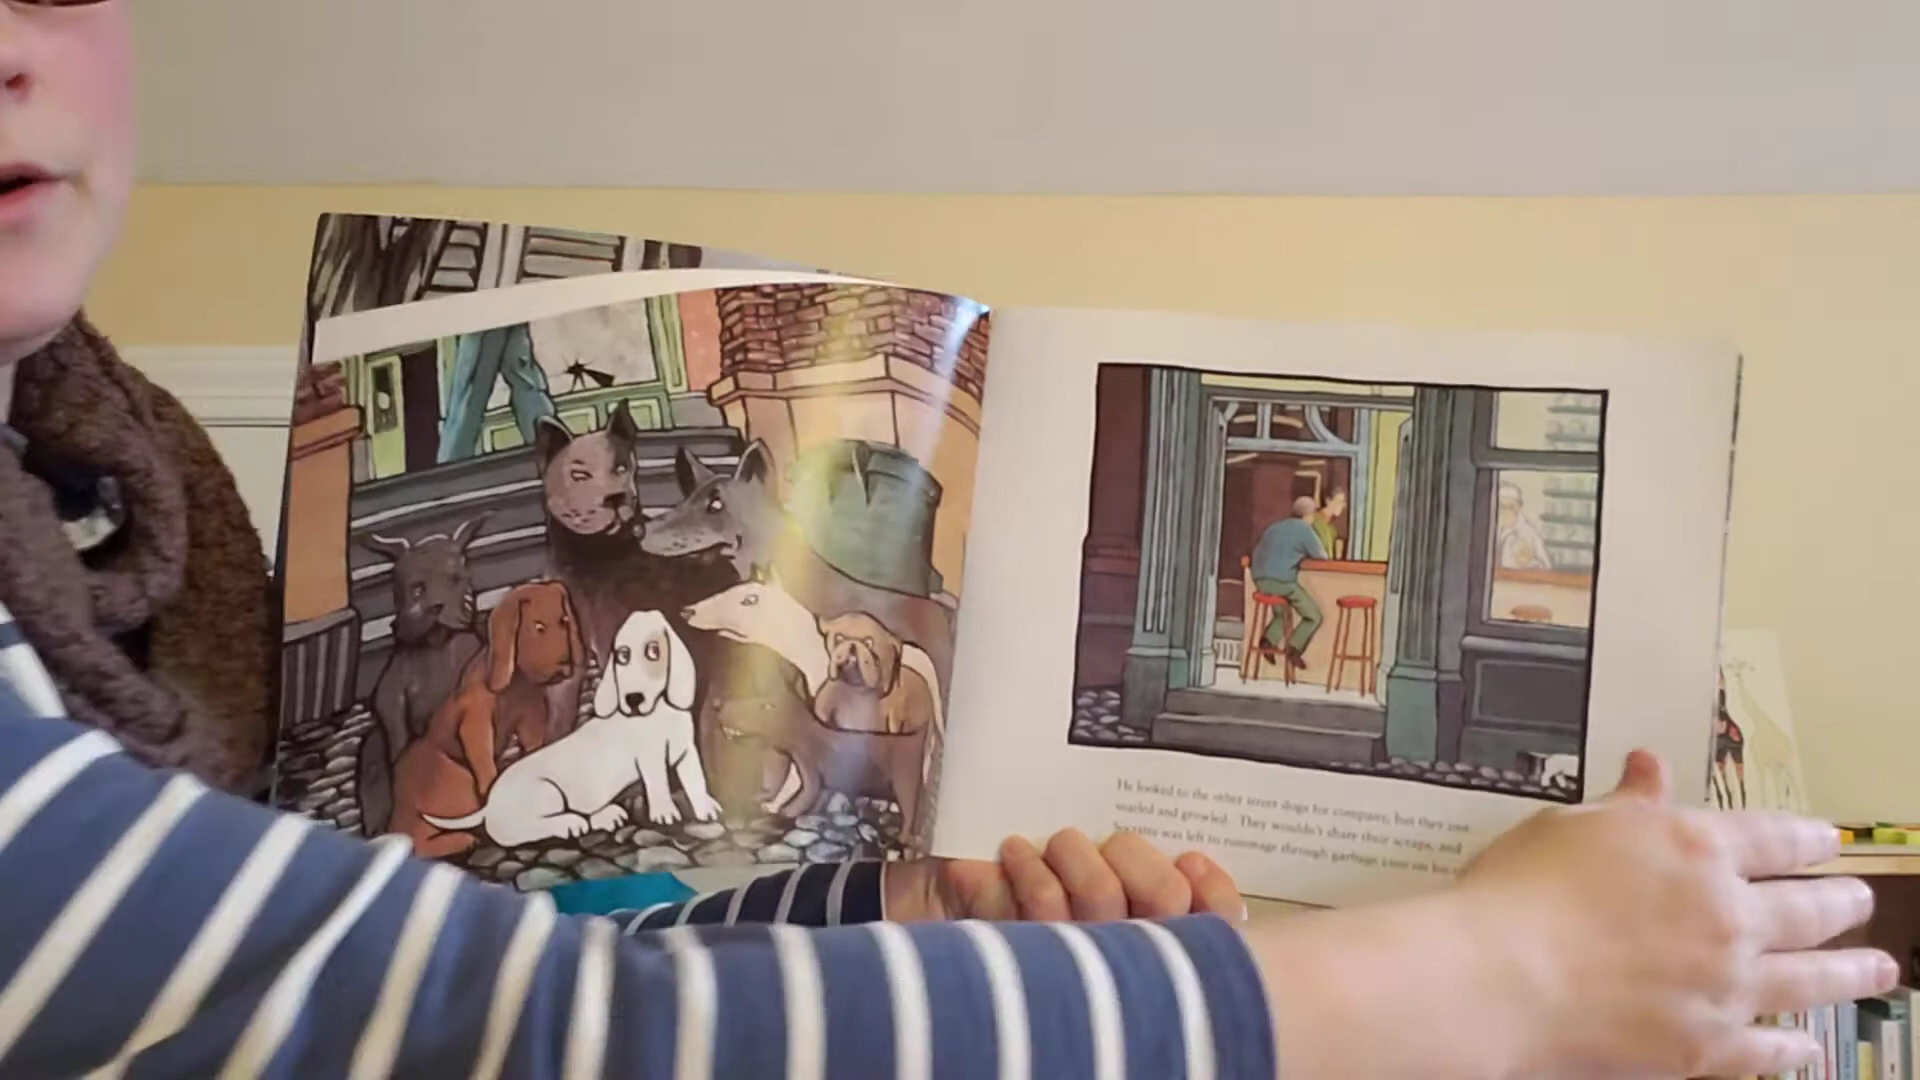 He looked to the other street dogs for company, but they just
snarled and growled. They wouldn't share their scraps, and
Socrates was left to rummage through garbage cans on his